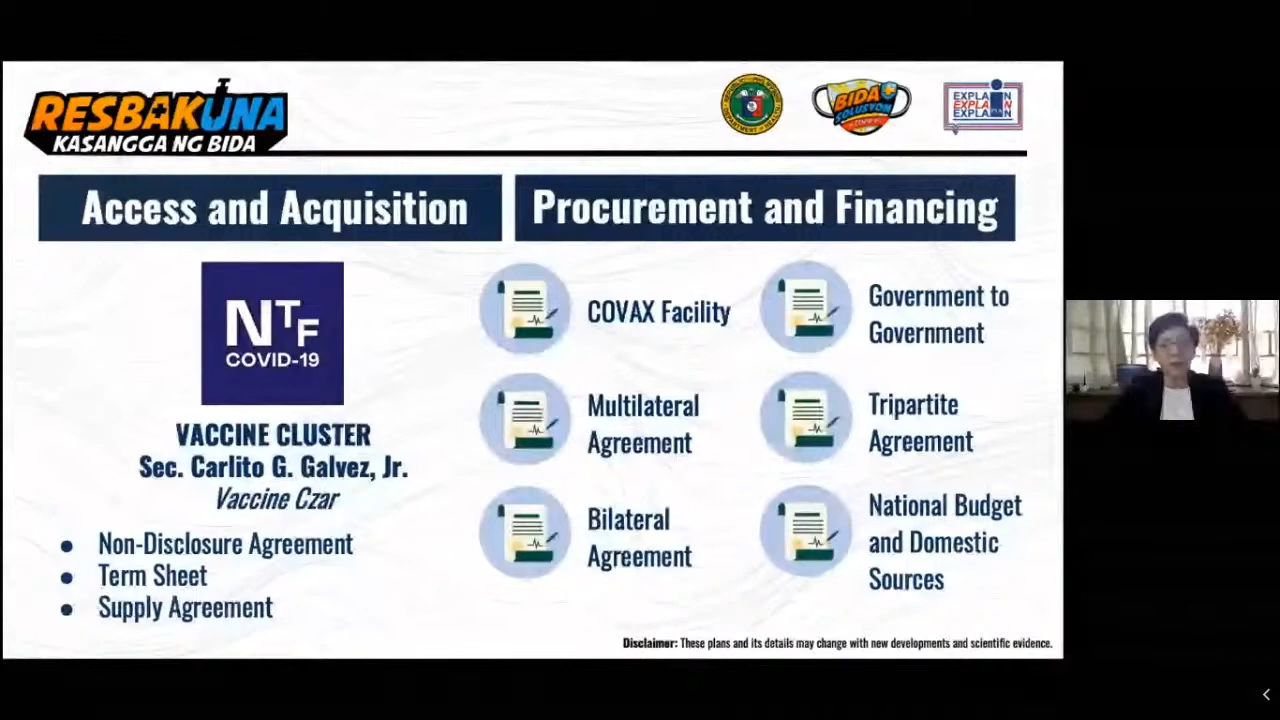 RESBAKUNA
KASANGGA NG BIDA
BIDA
SOLUSYON
EXPLAIN
EXPLAIN
EXPLAIN
Access and Acquisition
Procurement and Financing
NTF
COVID-19
VACCINE CLUSTER
Sec. Carlito G. Galvez, Jr.
Vaccine Czar
● Non-Disclosure Agreement
● Term Sheet
● Supply Agreement
COVAX Facility
Multilateral
Agreement
Bilateral
Agreement
Government to
Government
Tripartite
Agreement
National Budget
and Domestic
Sources
Disclaimer: These plans and its details may change with new developments and scientific evidence.